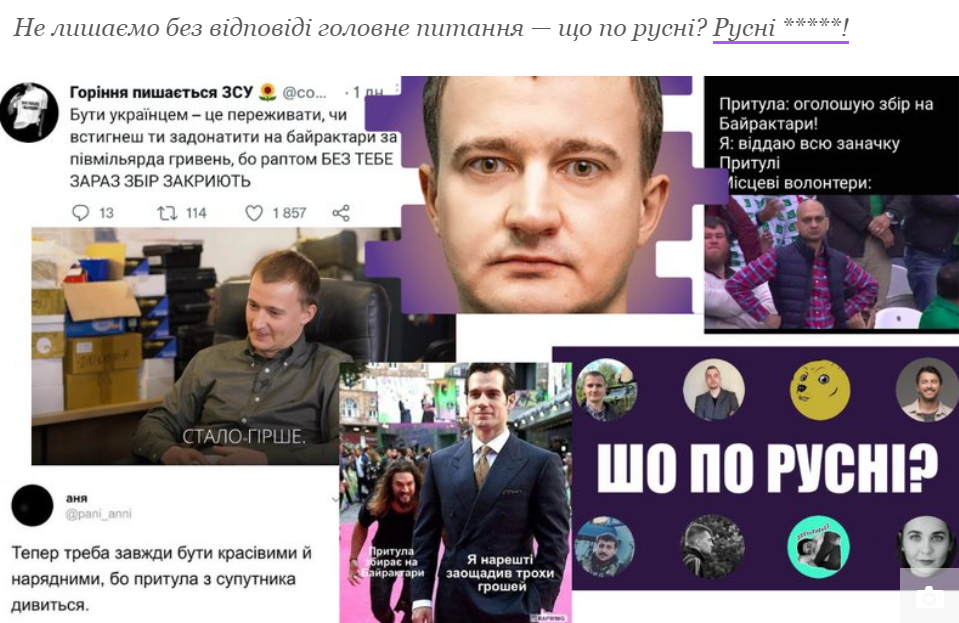 Не лишаємо без відповіді головне питання — що по русні? Русні *****!
Горіння пишається ЗСУ 🌻 @co... · 1 дн
Бути українцем – це переживати, чи
встигнеш ти задонатити на байрактари за
півмільярда гривень, бо раптом БЕЗ ТЕБЕ
ЗАРАЗ ЗБІР ЗАКРИЮТЬ
13 114 1 857
Притула: оголошую збір на
Байрактари!
Я: віддаю всю заначку
Притулі
Місцеві волонтери:
СТАЛО ГІРШЕ.
ШО ПО РУСНІ?
аня
@pani_anni
Тепер треба завжди бути красівими й
нарядними, бо притула з супутника
дивиться.
Притула
збирає на
Байрактари
Я нарешті
заощадив трохи
грошей